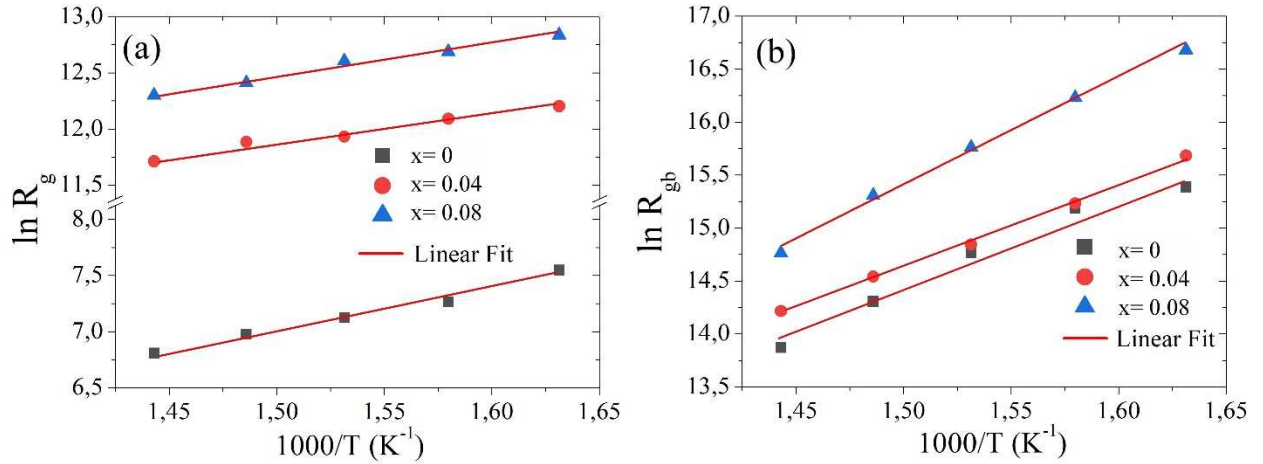 (a)
ln R_g
13,0
12,5
12,0
11,5
8,0
7,5
7,0
6,5
x= 0
x= 0.04
x= 0.08
Linear Fit
1,45 1,50 1,55 1,60 1,65
1000/T (K⁻¹)
(b)
ln R_gb
17,0
16,5
16,0
15,5
15,0
14,5
14,0
13,5
x= 0
x= 0.04
x= 0.08
Linear Fit
1,45 1,50 1,55 1,60 1,65
1000/T (K⁻¹)